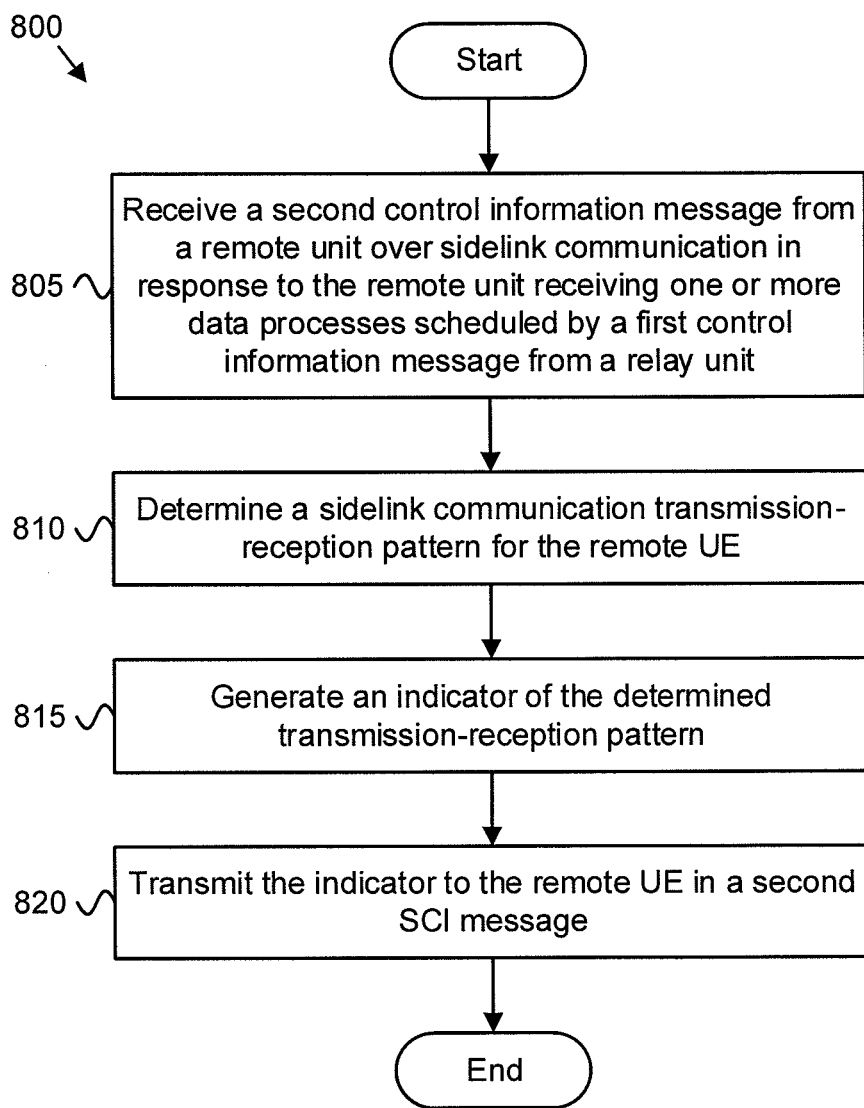 800
Start
805
Receive a second control information message from
a remote unit over sidelink communication in
response to the remote unit receiving one or more
data processes scheduled by a first control
information message from a relay unit
810
Determine a sidelink communication transmission-
reception pattern for the remote UE
815
Generate an indicator of the determined
transmission-reception pattern
820
Transmit the indicator to the remote UE in a second
SCI message
End